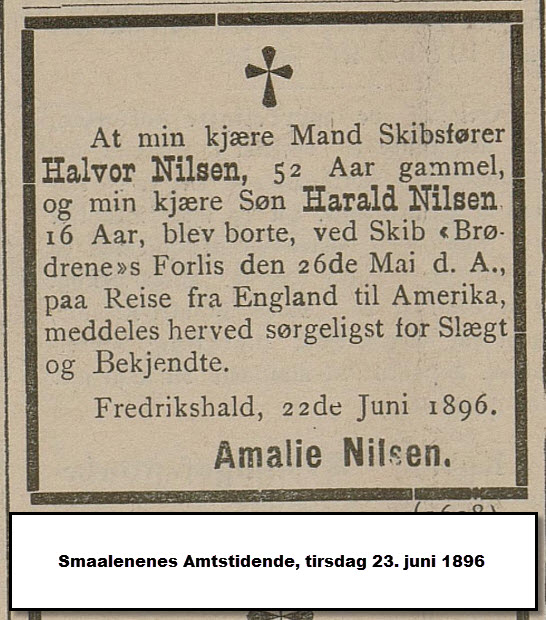 At min kjære Mand Skibsfører
Halvor Nilsen, 52 Aar gammel,
og min kjære Søn Harald Nilsen
16 Aar, blev borte, ved Skib «Brø-
drene»s Forlis den 26de Mai d. A.,
paa Reise fra England til Amerika,
meddeles herved sørgeligst for Slægt
og Bekjendte.
Fredrikshald, 22de Juni 1896.
Amalie Nilsen.
Smaalenenes Amtstidende, tirsdag 23. juni 1896